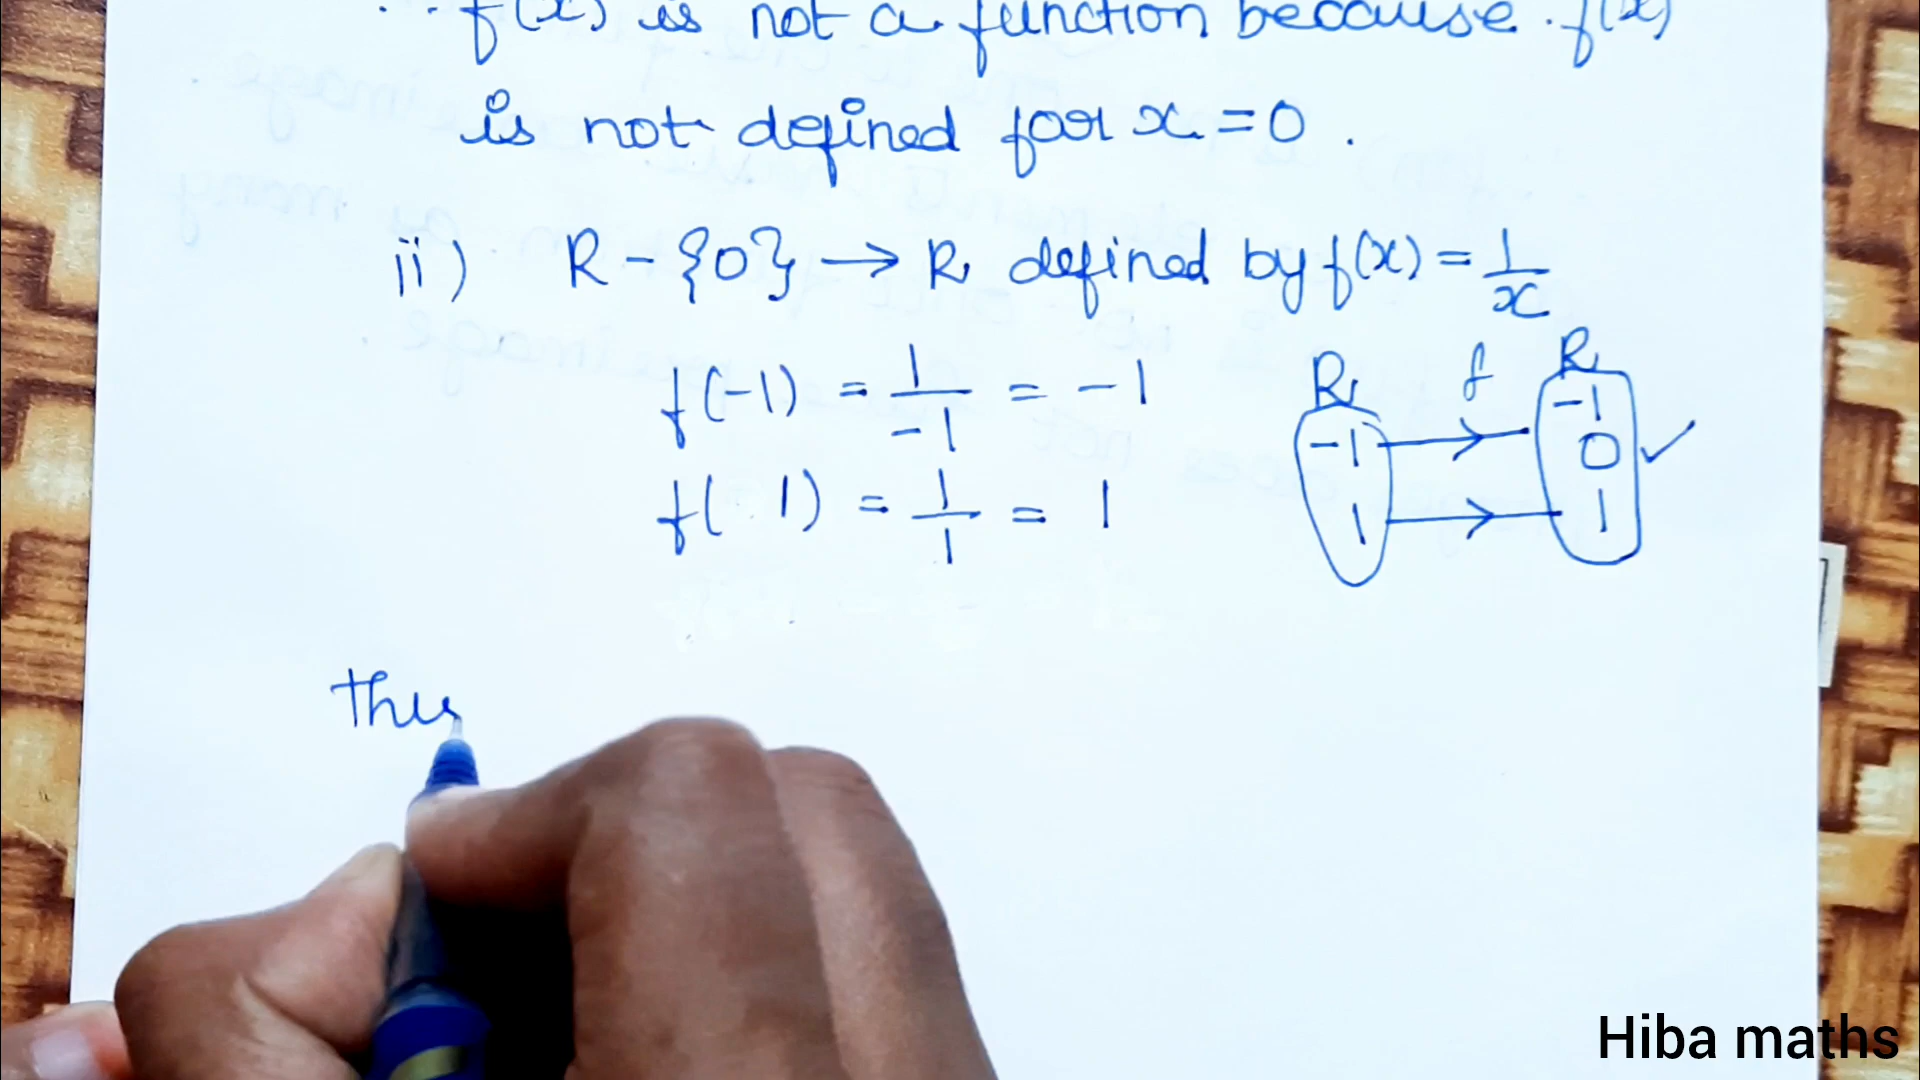 ∴ f(x) is not a function because f(x)
is not defined for x = 0 .
ii) R - {0} → R defined by f(x) = 1/x
f(-1) = 1/-1 = -1
f( 1) = 1/1 = 1
R f R
-1 -1
0 ✓
1 1
Thus
Hiba maths